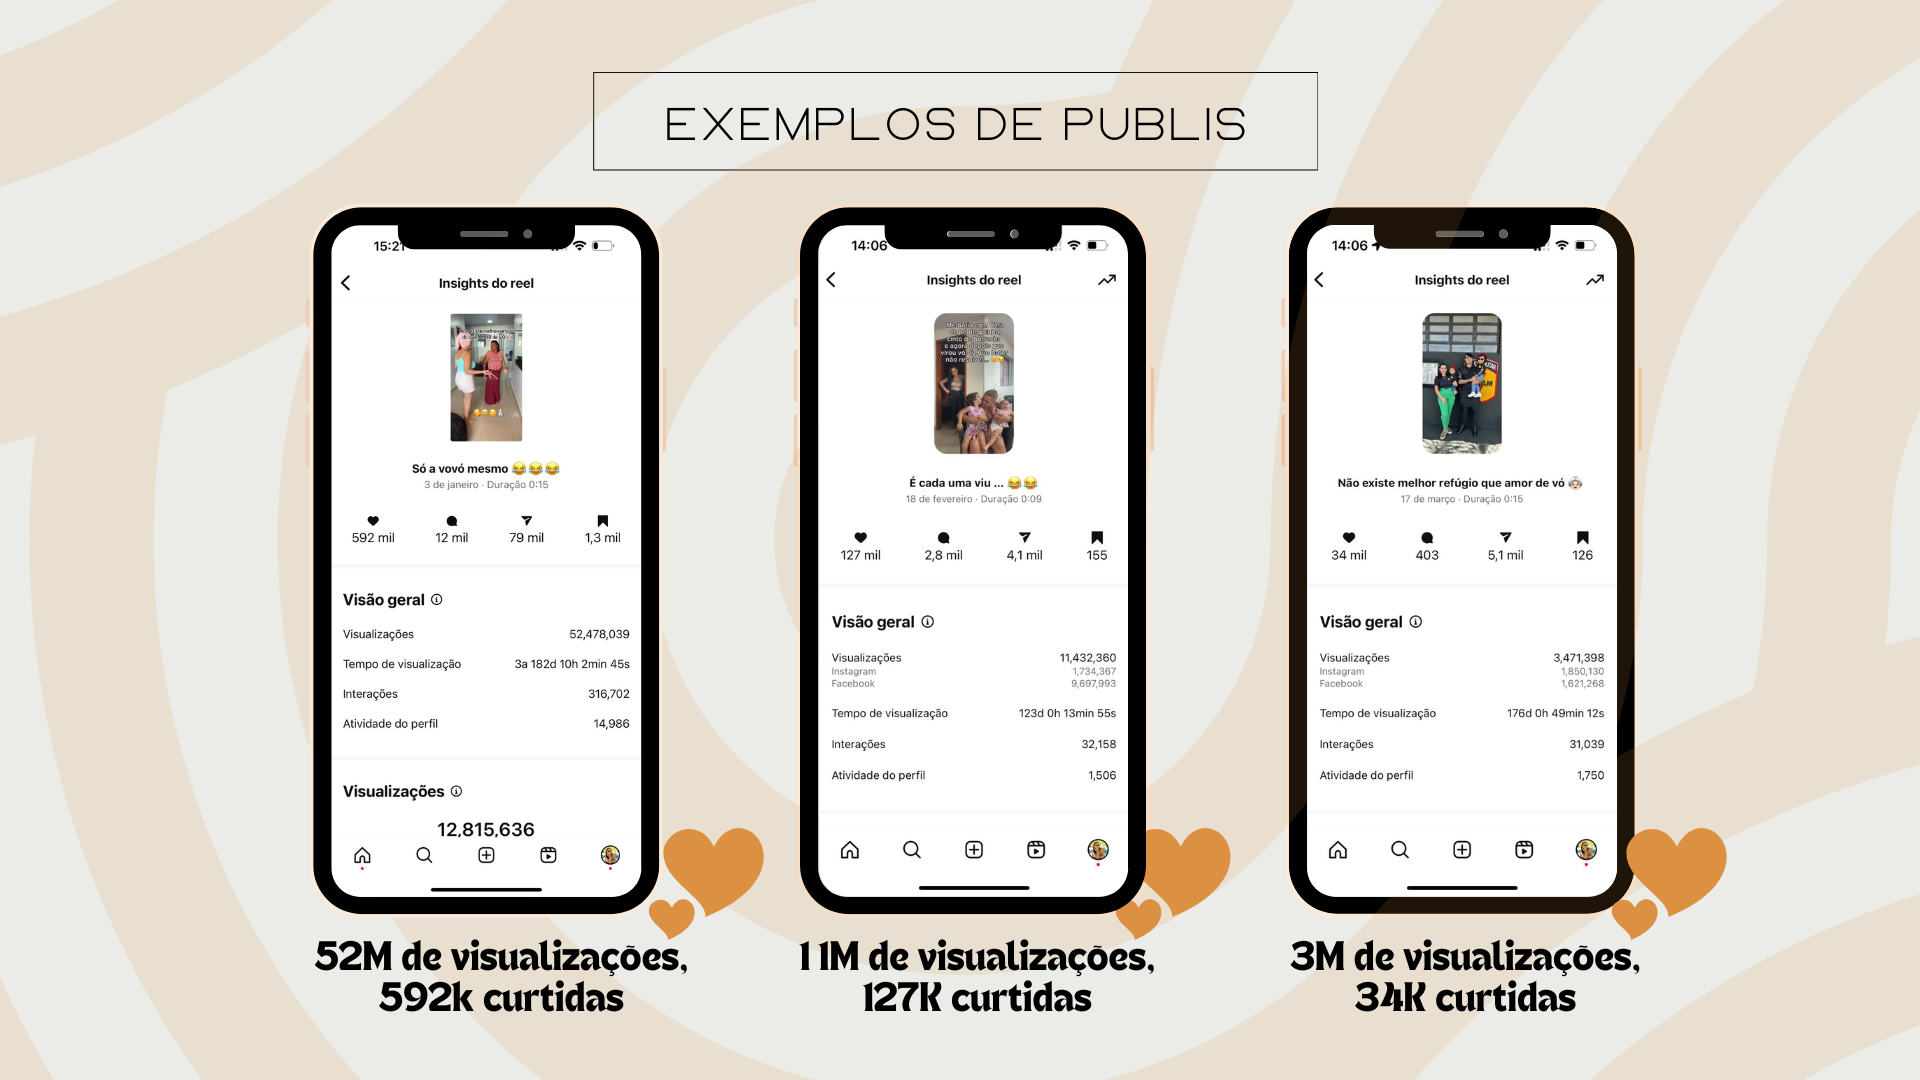 EXEMPLOS DE PUBLIS
15:21
Insights do reel
Só a vovó mesmo 😂😂😂
3 de janeiro · Duração 0:15
592 mil 12 mil 79 mil 1,3 mil
Visão geral
Visualizações 52,478,039
Tempo de visualização 3a 182d 10h 2min 45s
Interações 316,702
Atividade do perfil 14,986
Visualizações
12,815,636
52M de visualizações,
592k curtidas
14:06
Insights do reel
virou vó
É cada uma viu ... 😂😂
18 de fevereiro · Duração 0:09
127 mil 2,8 mil 4,1 mil 155
Visão geral
Visualizações 11,432,360
Instagram 1,734,367
Facebook 9,697,993
Tempo de visualização 123d 0h 13min 55s
Interações 32,158
Atividade do perfil 1,506
11M de visualizações,
127K curtidas
14:06
Insights do reel
Não existe melhor refúgio que amor de vó 👵🏻
17 de março · Duração 0:15
34 mil 403 5,1 mil 126
Visão geral
Visualizações 3,471,398
Instagram 1,850,130
Facebook 1,621,268
Tempo de visualização 176d 0h 49min 12s
Interações 31,039
Atividade do perfil 1,750
3M de visualizações,
34K curtidas